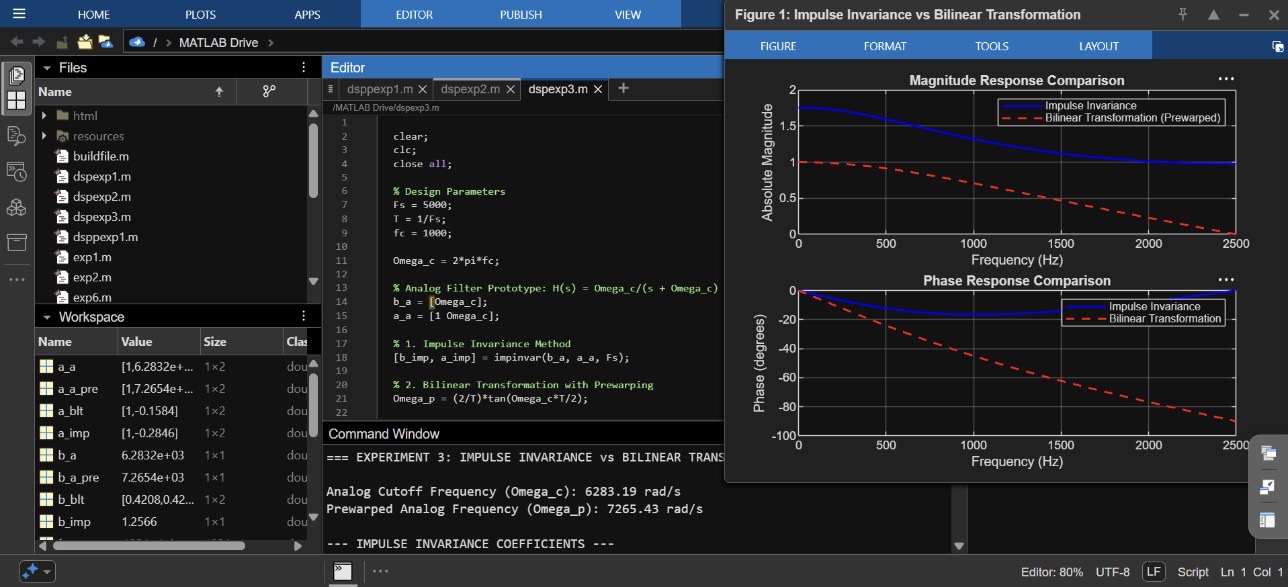 HOME PLOTS APPS EDITOR PUBLISH VIEW
/ > MATLAB Drive >
Files
Name
html
resources
buildfile.m
dspexp1.m
dspexp2.m
dspexp3.m
dsppexp1.m
exp1.m
exp2.m
exp6.m
Workspace
Name Value Size Clas
a_a [1,6.2832e+... 1×2 dou
a_a_pre [1,7.2654e+... 1×2 dou
a_blt [1,-0.1584] 1×2 dou
a_imp [1,-0.2846] 1×2 dou
b_a 6.2832e+03 1×1 dou
b_a_pre 7.2654e+03 1×1 dou
b_blt [0.4208,0.42... 1×2 dou
b_imp 1.2566 1×1 dou
Editor
dsppexp1.m × dspexp2.m × dspexp3.m × +
/MATLAB Drive/dspexp3.m
1
2 clear;
3 clc;
4 close all;
5
6 % Design Parameters
7 Fs = 5000;
8 T = 1/Fs;
9 fc = 1000;
10
11 Omega_c = 2*pi*fc;
12
13 % Analog Filter Prototype: H(s) = Omega_c/(s + Omega_c)
14 b_a = [Omega_c];
15 a_a = [1 Omega_c];
16
17 % 1. Impulse Invariance Method
18 [b_imp, a_imp] = impinvar(b_a, a_a, Fs);
19
20 % 2. Bilinear Transformation with Prewarping
21 Omega_p = (2/T)*tan(Omega_c*T/2);
22
Command Window
=== EXPERIMENT 3: IMPULSE INVARIANCE vs BILINEAR TRANS
Analog Cutoff Frequency (Omega_c): 6283.19 rad/s
Prewarped Analog Frequency (Omega_p): 7265.43 rad/s
--- IMPULSE INVARIANCE COEFFICIENTS ---
Figure 1: Impulse Invariance vs Bilinear Transformation
FIGURE FORMAT TOOLS LAYOUT
Magnitude Response Comparison
Absolute Magnitude
2
1.5
1
0.5
0
Impulse Invariance
Bilinear Transformation (Prewarped)
0 500 1000 1500 2000 2500
Frequency (Hz)
Phase Response Comparison
Phase (degrees)
0
-20
-40
-60
-80
-100
Impulse Invariance
Bilinear Transformation
0 500 1000 1500 2000 2500
Frequency (Hz)
Editor: 80% UTF-8 LF Script Ln 1 Col 1